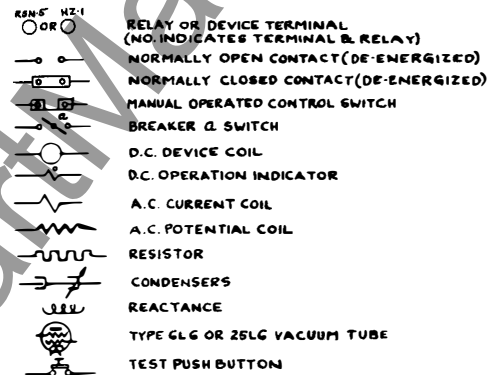 RSN-5 HZ-1
OR
RELAY OR DEVICE TERMINAL
(NO. INDICATES TERMINAL & RELAY)
NORMALLY OPEN CONTACT (DE-ENERGIZED)
NORMALLY CLOSED CONTACT (DE-ENERGIZED)
MANUAL OPERATED CONTROL SWITCH
a
BREAKER a SWITCH
D.C. DEVICE COIL
D.C. OPERATION INDICATOR
A.C. CURRENT COIL
A.C. POTENTIAL COIL
RESISTOR
CONDENSERS
REACTANCE
TYPE 6L6 OR 25L6 VACUUM TUBE
TEST PUSH BUTTON